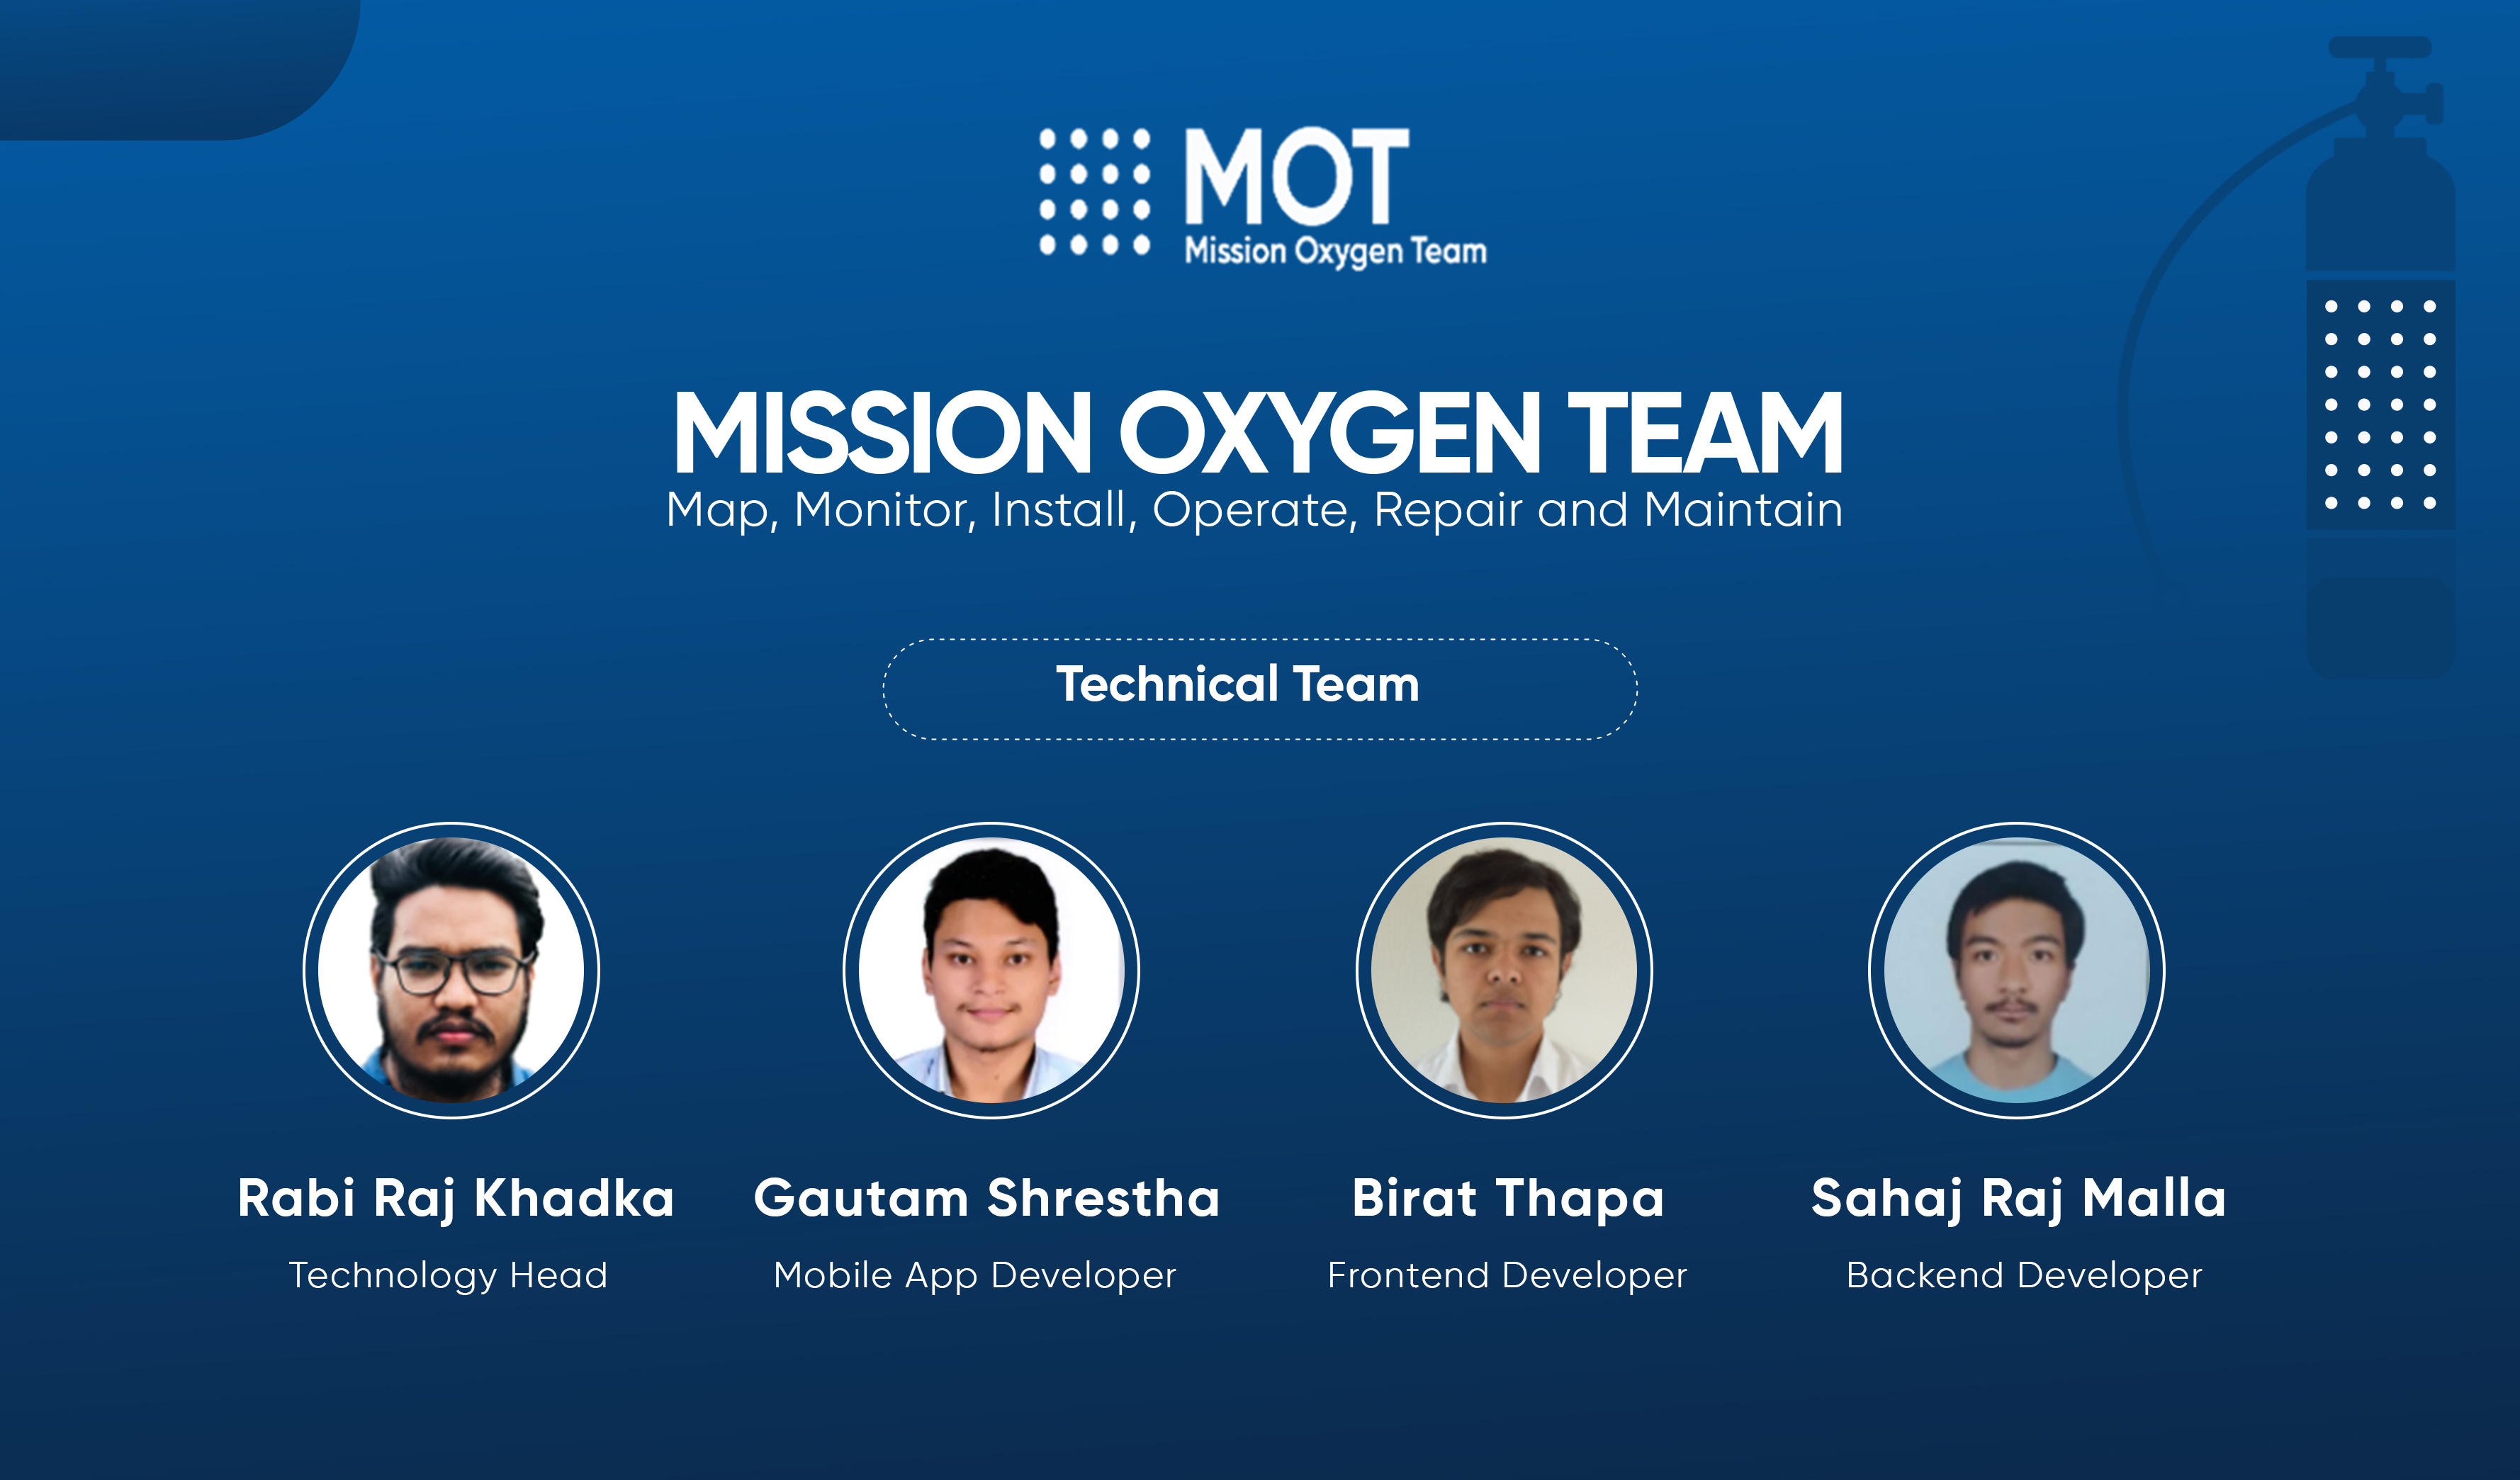 MOT
Mission Oxygen Team
MISSION OXYGEN TEAM
Map, Monitor, Install, Operate, Repair and Maintain
Technical Team
Rabi Raj Khadka
Technology Head
Gautam Shrestha
Mobile App Developer
Birat Thapa
Frontend Developer
Sahaj Raj Malla
Backend Developer